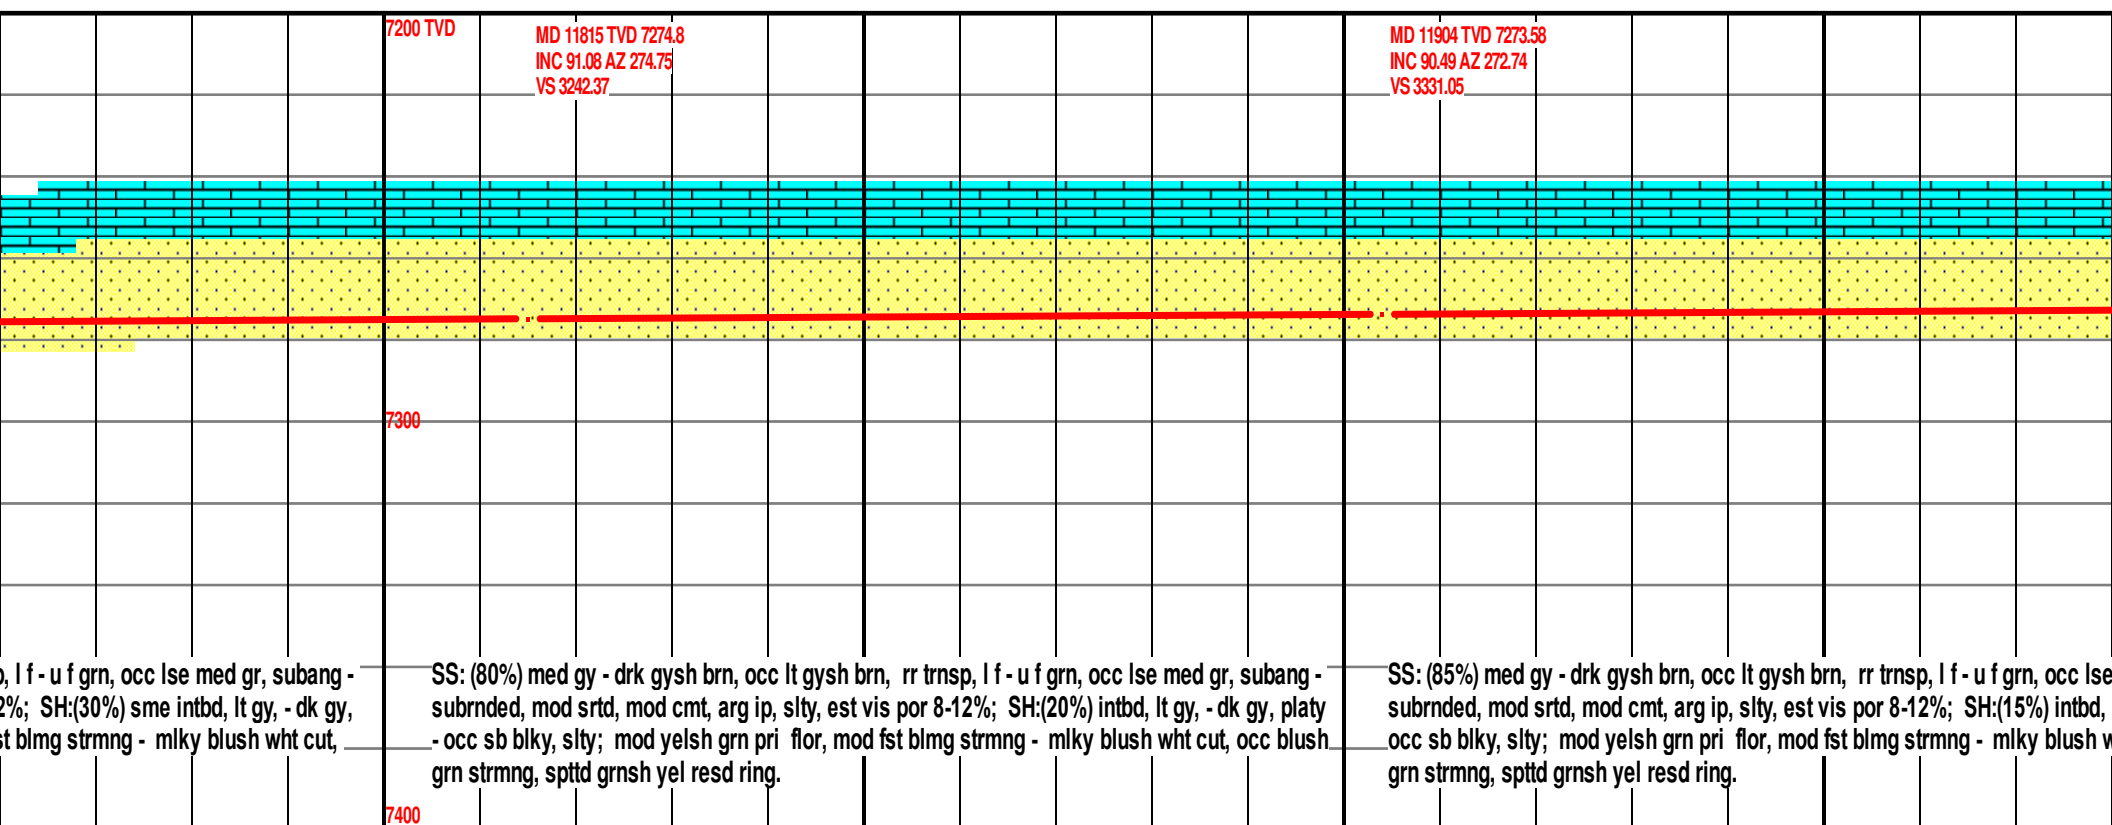 7200 TVD
MD 11815 TVD 7274.8
INC 91.08 AZ 274.75
VS 3242.37
MD 11904 TVD 7273.58
INC 90.49 AZ 272.74
VS 3331.05
7300
, l f - u f grn, occ lse med gr, subang -
2%; SH:(30%) sme intbd, lt gy, - dk gy,
st blmg strmng - mlky blush wht cut,
SS: (80%) med gy - drk gysh brn, occ lt gysh brn, rr trnsp, l f - u f grn, occ lse med gr, subang -
subrnded, mod srtd, mod cmt, arg ip, slty, est vis por 8-12%; SH:(20%) intbd, lt gy, - dk gy, platy
- occ sb blky, slty; mod yelsh grn pri flor, mod fst blmg strmng - mlky blush wht cut, occ blush
grn strmng, spttd grnsh yel resd ring.
SS: (85%) med gy - drk gysh brn, occ lt gysh brn, rr trnsp, l f - u f grn, occ lse
subrnded, mod srtd, mod cmt, arg ip, slty, est vis por 8-12%; SH:(15%) intbd,
occ sb blky, slty; mod yelsh grn pri flor, mod fst blmg strmng - mlky blush w
grn strmng, spttd grnsh yel resd ring.
7400